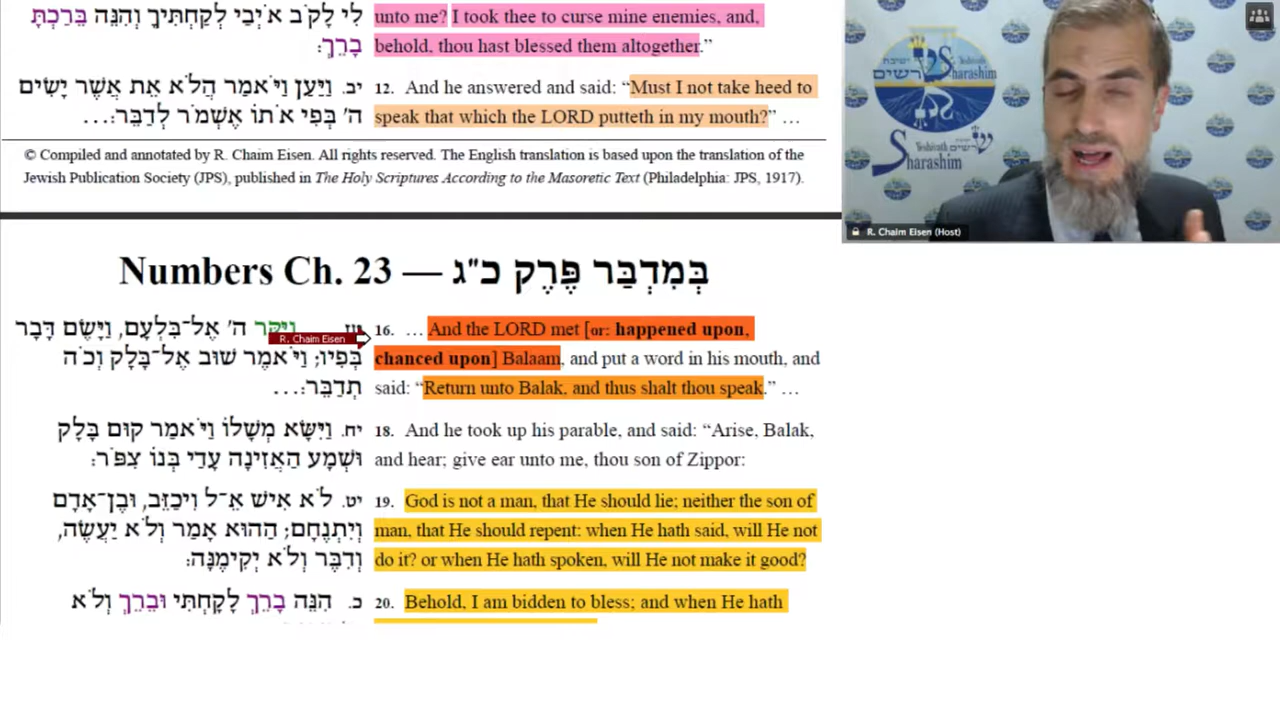 לִי לָקֹב אֹיְבַי לְקַחְתִּיךָ וְהִנֵּה בֵּרַכְתָּ
בָרֵךְ:
unto me? I took thee to curse mine enemies, and,
behold, thou hast blessed them altogether.”
יב. וַיַּעַן וַיֹּאמַר הֲלֹא אֵת אֲשֶׁר יָשִׂים
ה' בְּפִי אֹתוֹ אֶשְׁמֹר לְדַבֵּר:…
12. And he answered and said: “Must I not take heed to
speak that which the LORD putteth in my mouth?” …
© Compiled and annotated by R. Chaim Eisen. All rights reserved. The English translation is based upon the translation of the
Jewish Publication Society (JPS), published in The Holy Scriptures According to the Masoretic Text (Philadelphia: JPS, 1917).
Numbers Ch. 23 — בְּמִדְבַּר פֶּרֶק כ"ג
וַיִּקָּר ה' אֶל־בִּלְעָם, וַיָּשֶׂם דָּבָר
בְּפִיו; וַיֹּאמֶר שׁוּב אֶל־בָּלָק וְכֹה
תְדַבֵּר:…
R. Chaim Eisen
16. … And the LORD met [or: happened upon,
chanced upon] Balaam, and put a word in his mouth, and
said: “Return unto Balak, and thus shalt thou speak.” …
יח. וַיִּשָּׂא מְשָׁלוֹ וַיֹּאמַר קוּם בָּלָק
וּשְׁמָע הַאֲזִינָה עָדַי בְּנוֹ צִפֹּר:
18. And he took up his parable, and said: “Arise, Balak,
and hear; give ear unto me, thou son of Zippor:
יט. לֹא אִישׁ אֵ־ל וִיכַזֵּב, וּבֶן־אָדָם
וְיִתְנֶחָם; הַהוּא אָמַר וְלֹא יַעֲשֶׂה,
וְדִבֶּר וְלֹא יְקִימֶנָּה:
19. God is not a man, that He should lie; neither the son of
man, that He should repent: when He hath said, will He not
do it? or when He hath spoken, will He not make it good?
כ. הִנֵּה בָרֵךְ לָקָחְתִּי וּבֵרֵךְ וְלֹא
20. Behold, I am bidden to bless; and when He hath
ישיבת
שרשים
Yeshivath
Sharashim
Yeshivath
Sharashim
R. Chaim Eisen (Host)